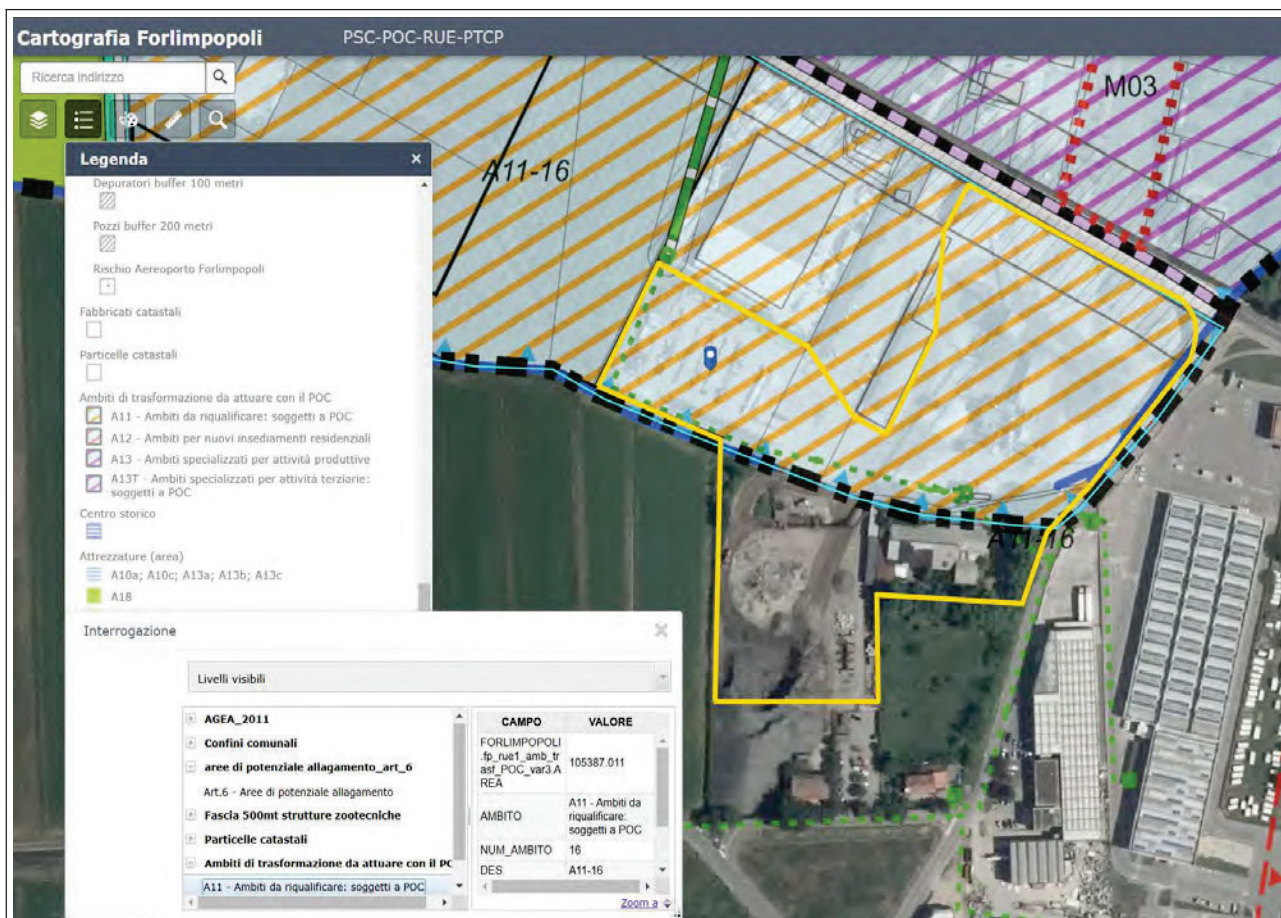 Cartografia Forlimpopoli
PSC-POC-RUE-PTCP
Ricerca indirizzo
M03
A11-16
Legenda
Depuratori buffer 100 metri
Pozzi buffer 200 metri
Rischio Aereoporto Forlimpopoli
Fabbricati catastali
Particelle catastali
Ambiti di trasformazione da attuare con il POC
A11 - Ambiti da riqualificare: soggetti a POC
A12 - Ambiti per nuovi insediamenti residenziali
A13 - Ambiti specializzati per attività produttive
A13T - Ambiti specializzati per attività terziarie:
soggetti a POC
Centro storico
Attrezzature (area)
A10a; A10c; A13a; A13b; A13c
A18
A11-16
Interrogazione
Livelli visibili
AGEA_2011
Confini comunali
aree di potenziale allagamento_art_6
Art.6 - Aree di potenziale allagamento
Fascia 500mt strutture zootecniche
Particelle catastali
Ambiti di trasformazione da attuare con il PC
A11 - Ambiti da riqualificare: soggetti a POC
CAMPO VALORE
FORLIMPOPOLI
.fp_rue1_amb_tr
asf_POC_var3.A
REA
105387.011
AMBITO
A11 - Ambiti da
riqualificare:
soggetti a POC
NUM_AMBITO 16
DES A11-16
Zoom a